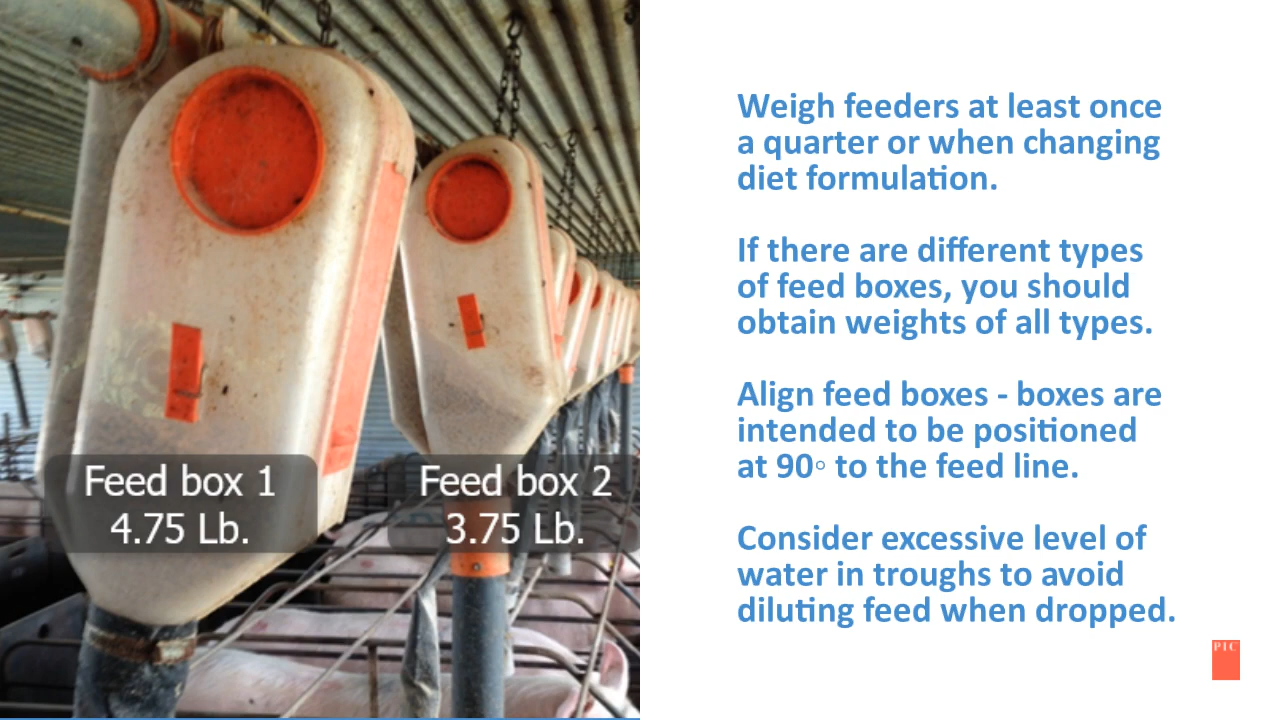 Feed box 1
4.75 Lb.
Feed box 2
3.75 Lb.
Weigh feeders at least once
a quarter or when changing
diet formulation.
If there are different types
of feed boxes, you should
obtain weights of all types.
Align feed boxes - boxes are
intended to be positioned
at 90◦ to the feed line.
Consider excessive level of
water in troughs to avoid
diluting feed when dropped.
PIC